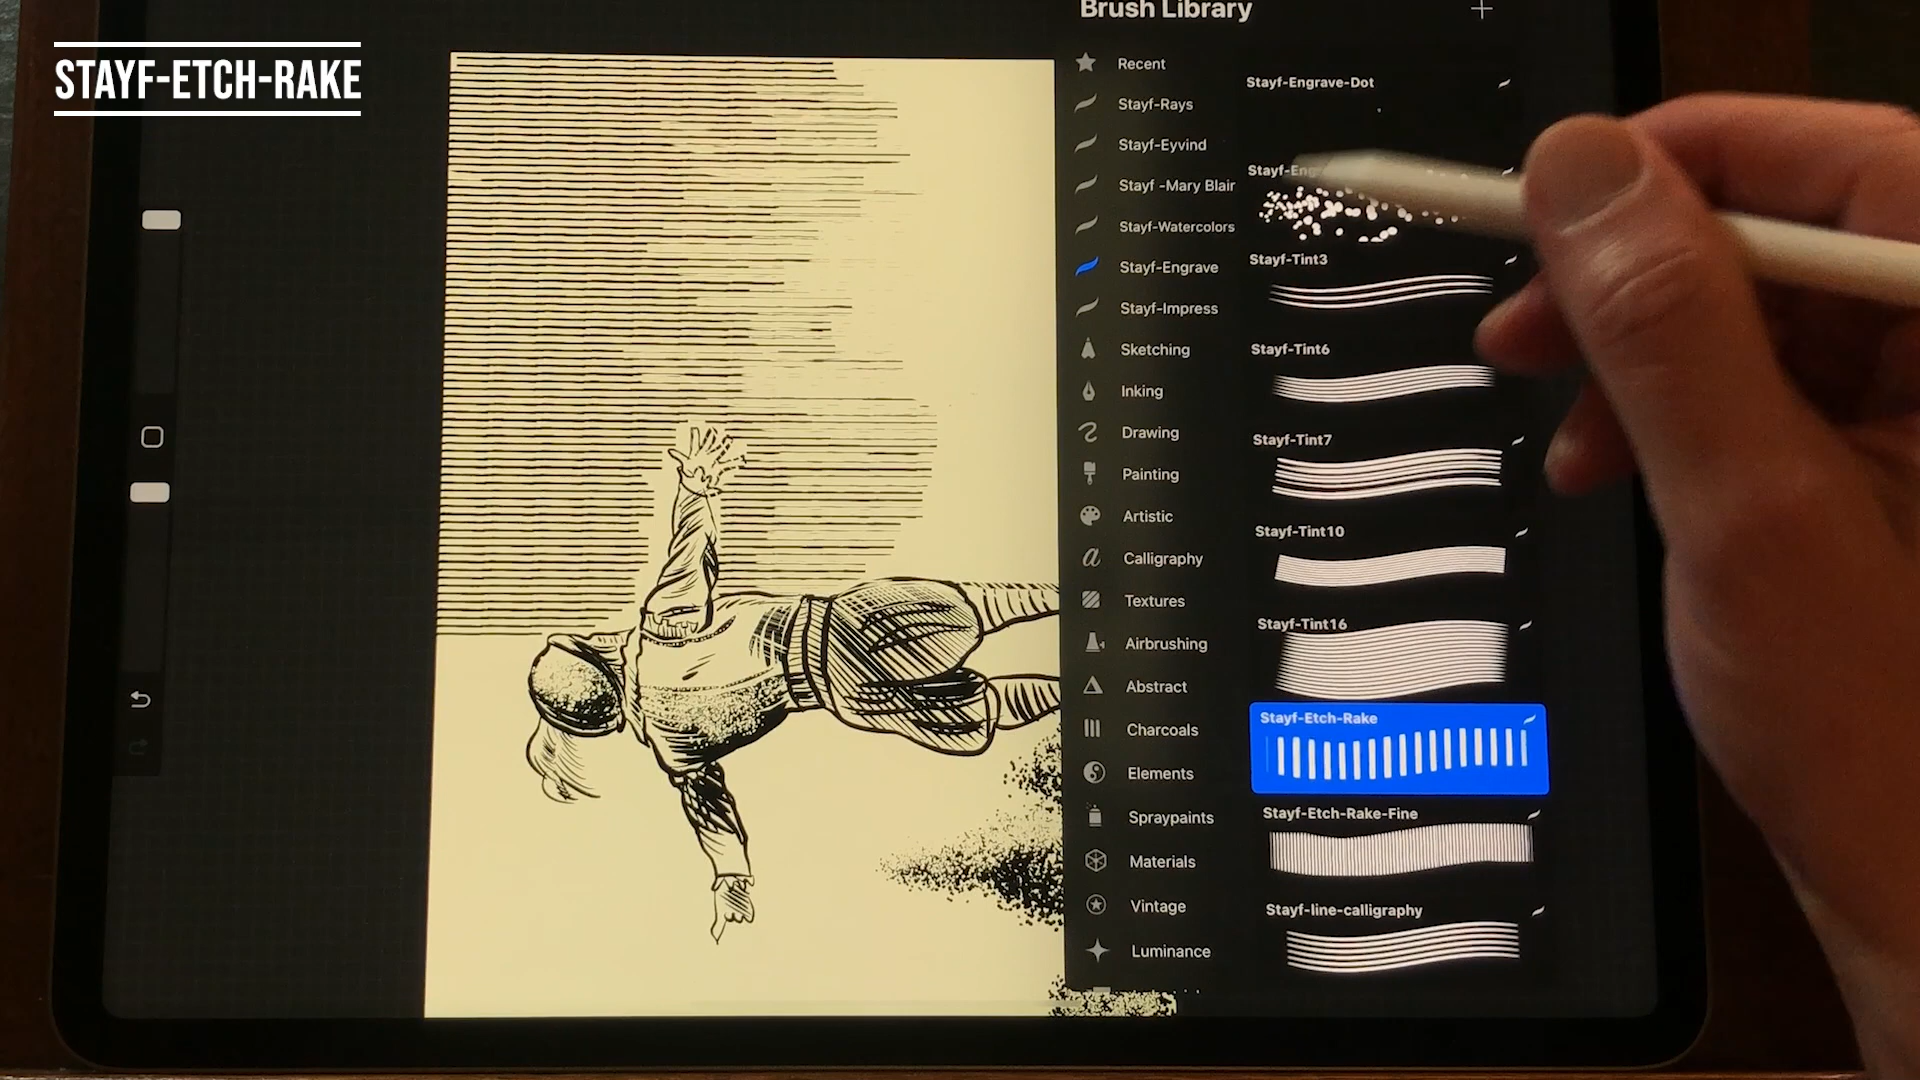 STAYF-ETCH-RAKE
Brush Library
Recent
Stayf-Rays
Stayf-Eyvind
Stayf -Mary Blair
Stayf-Watercolors
Stayf-Engrave
Stayf-Impress
Sketching
Inking
Drawing
Painting
Artistic
Calligraphy
Textures
Airbrushing
Abstract
Charcoals
Elements
Spraypaints
Materials
Vintage
Luminance
Stayf-Engrave-Dot
Stayf-Eng
Stayf-Tint3
Stayf-Tint6
Stayf-Tint7
Stayf-Tint10
Stayf-Tint16
Stayf-Etch-Rake
Stayf-Etch-Rake-Fine
Stayf-line-calligraphy